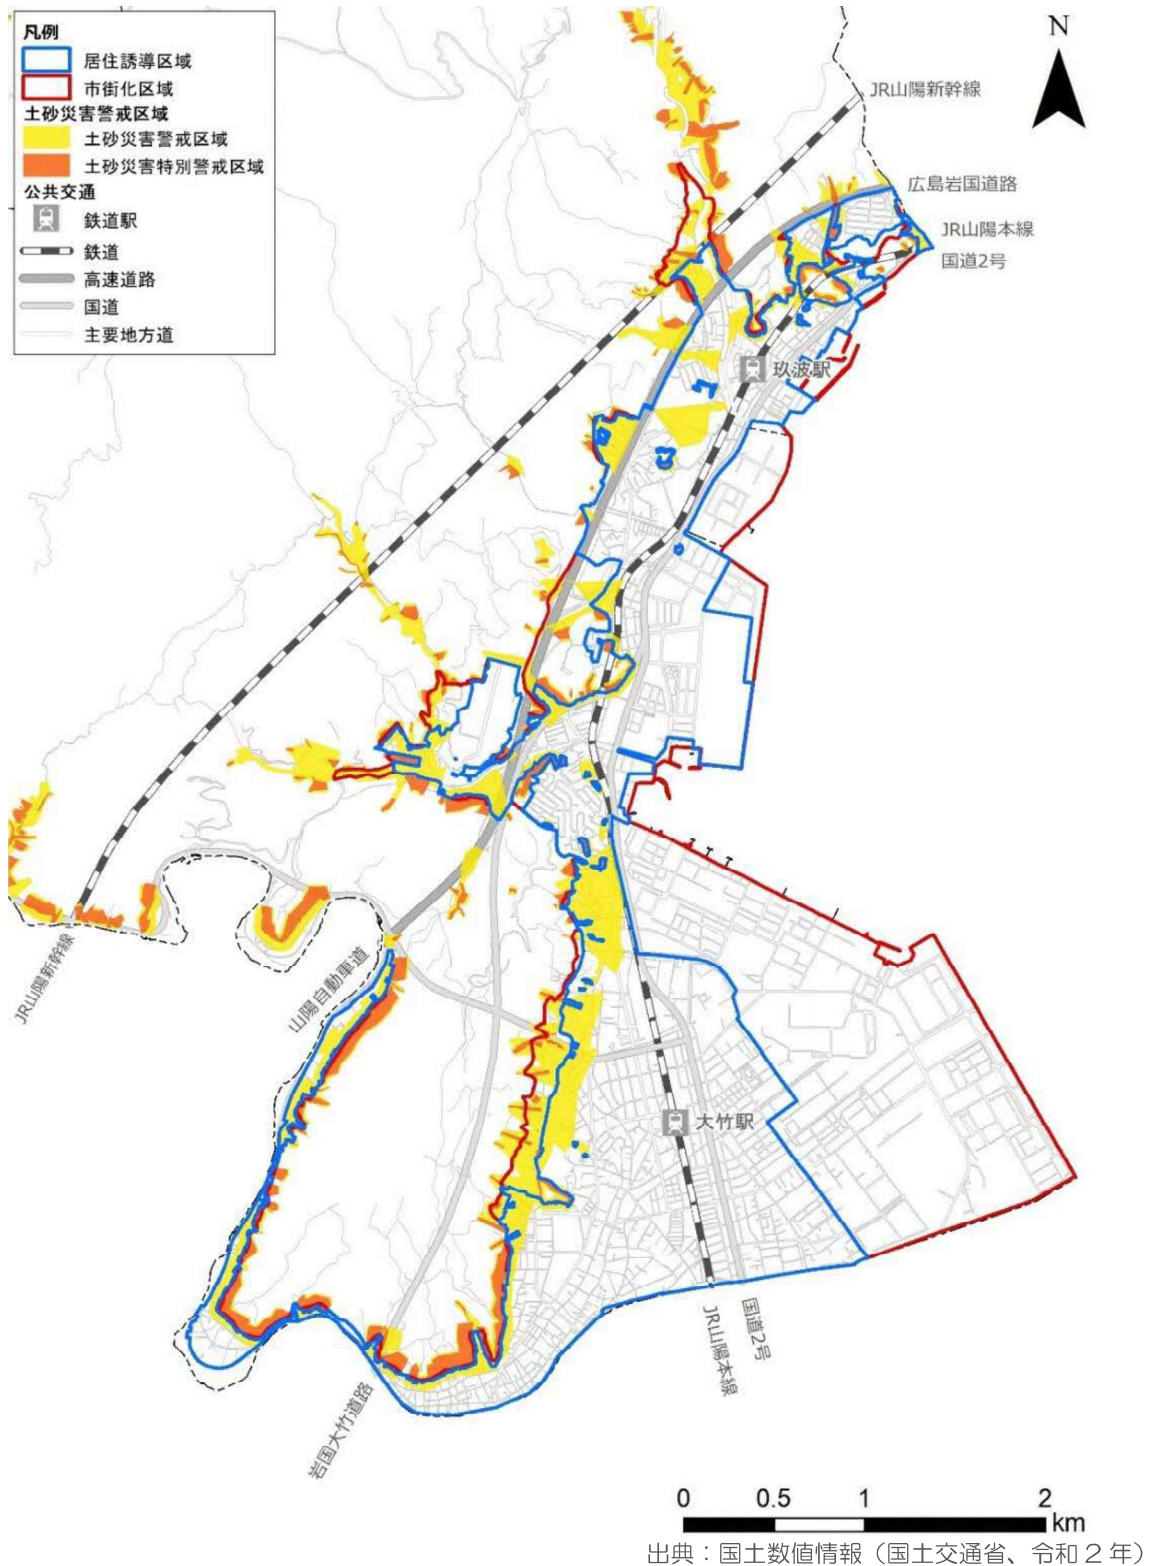 凡例
居住誘導区域
市街化区域
土砂災害警戒区域
土砂災害警戒区域
土砂災害特別警戒区域
公共交通
鉄道駅
鉄道
高速道路
国道
主要地方道
N
JR山陽新幹線
広島岩国道路
JR山陽本線
国道2号
玖波駅
JR山陽新幹線
山陽自動車道
大竹駅
国道2号
JR山陽本線
岩国大竹道路
0 0.5 1 2
km
出典：国土数値情報（国土交通省、令和２年）